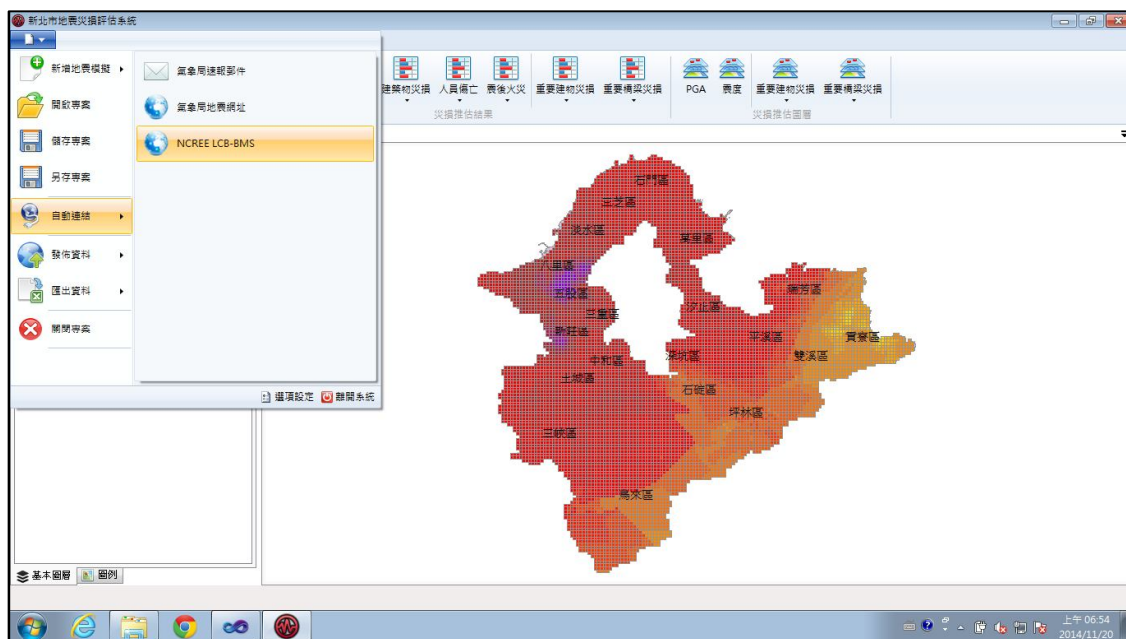 新北市地震災損評估系統
新增地震模擬
開啟專案
儲存專案
另存專案
自動連結
發佈資料
匯出資料
關閉專案
氣象局速報郵件
氣象局地震網址
NCREE LCB-BMS
選項設定 離開系統
建築物災損 人員傷亡 震後火災 重要建物災損 重要橋梁災損
災損推估結果
PGA 震度 重要建物災損 重要橋梁災損
災損推估圖層
石門區
三芝區
淡水區
萬里區
八里區
五股區
瑞芳區
汐止區
三重區
新莊區
平溪區
貢寮區
中和區
深坑區
雙溪區
土城區
石碇區
坪林區
三峽區
烏來區
基本圖層 圖例
上午 06:54
2014/11/20